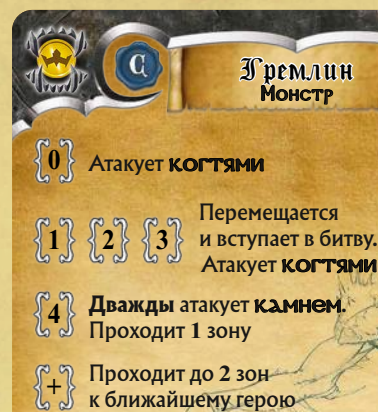 C
Гремлин
Монстр
{0} Атакует когтями
Перемещается
{1} {2} {3} и вступает в битву.
Атакует когтями
{4} Дважды атакует камнем.
Проходит 1 зону
{+} Проходит до 2 зон
к ближайшему герою